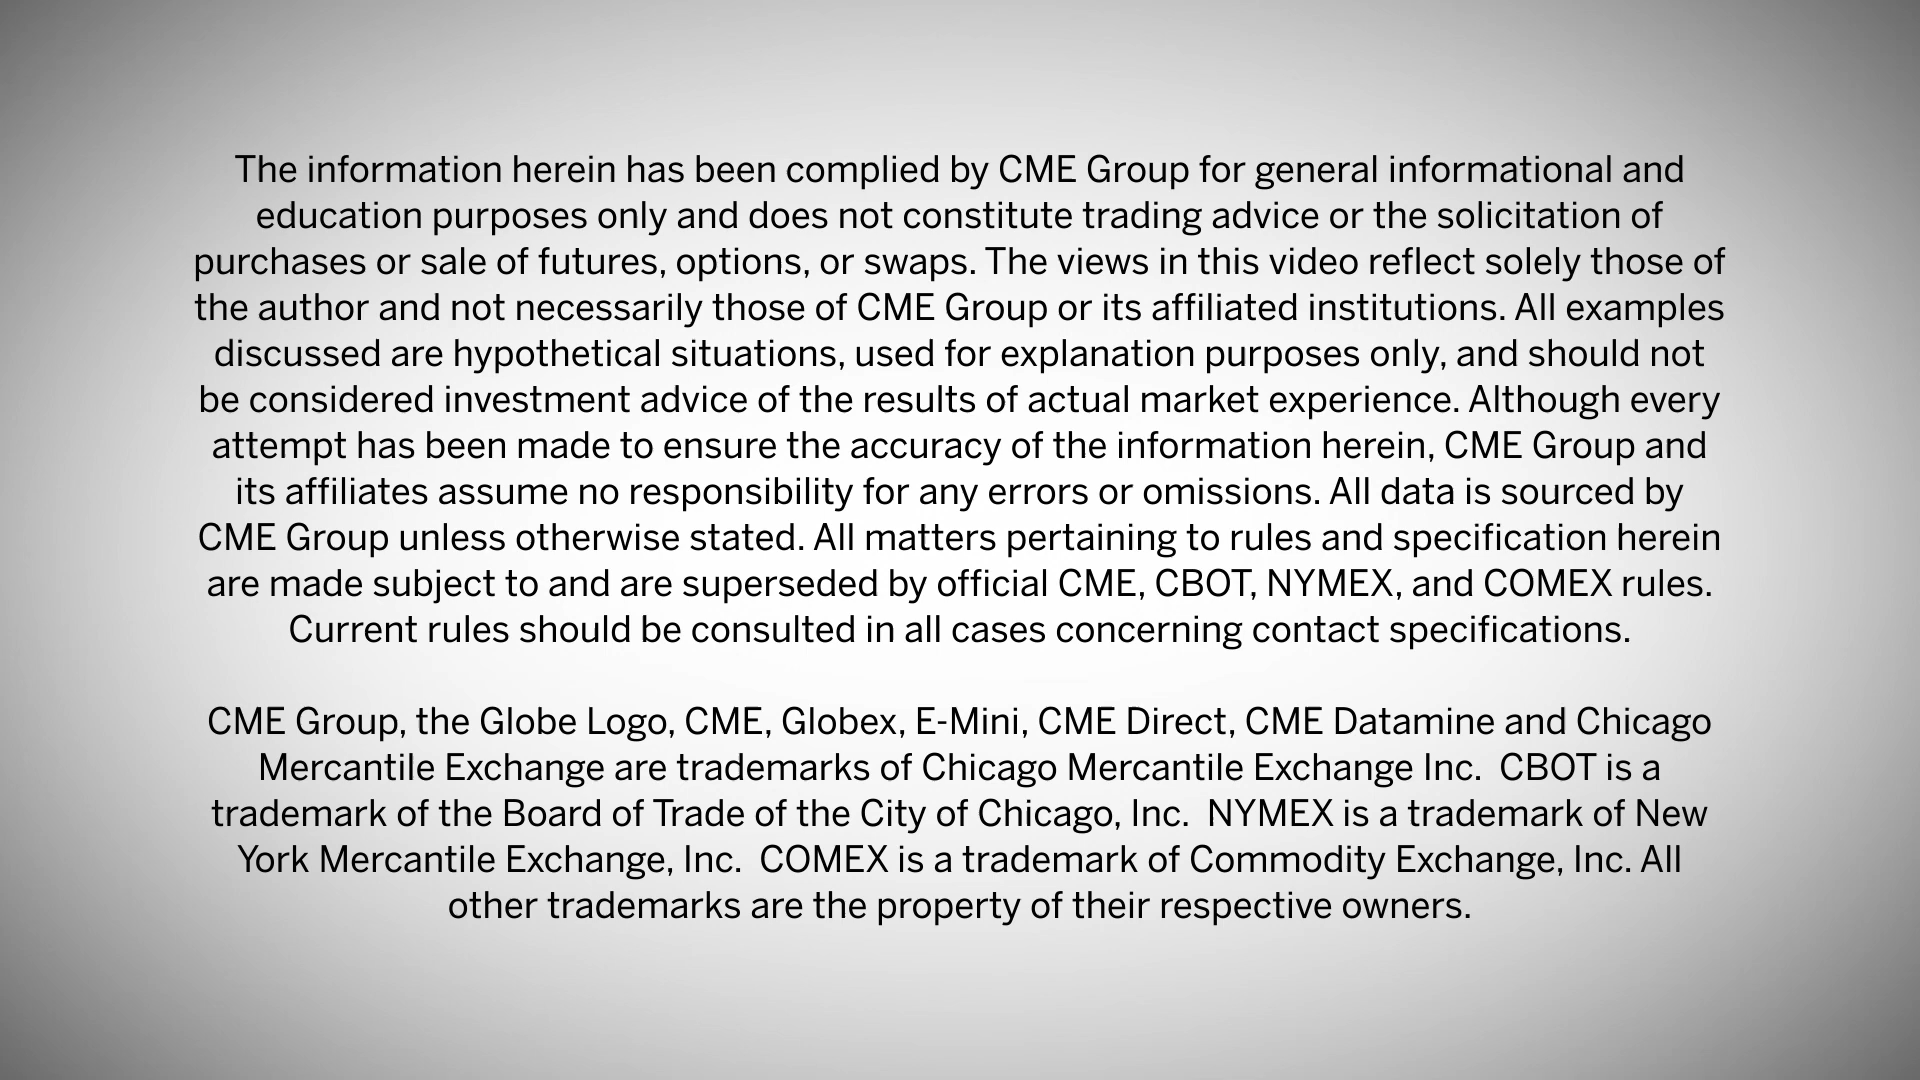 The information herein has been complied by CME Group for general informational and
education purposes only and does not constitute trading advice or the solicitation of
purchases or sale of futures, options, or swaps. The views in this video reflect solely those of
the author and not necessarily those of CME Group or its affiliated institutions. All examples
discussed are hypothetical situations, used for explanation purposes only, and should not
be considered investment advice of the results of actual market experience. Although every
attempt has been made to ensure the accuracy of the information herein, CME Group and
its affiliates assume no responsibility for any errors or omissions. All data is sourced by
CME Group unless otherwise stated. All matters pertaining to rules and specification herein
are made subject to and are superseded by official CME, CBOT, NYMEX, and COMEX rules.
Current rules should be consulted in all cases concerning contact specifications.
CME Group, the Globe Logo, CME, Globex, E-Mini, CME Direct, CME Datamine and Chicago
Mercantile Exchange are trademarks of Chicago Mercantile Exchange Inc.  CBOT is a
trademark of the Board of Trade of the City of Chicago, Inc.  NYMEX is a trademark of New
York Mercantile Exchange, Inc.  COMEX is a trademark of Commodity Exchange, Inc. All
other trademarks are the property of their respective owners.